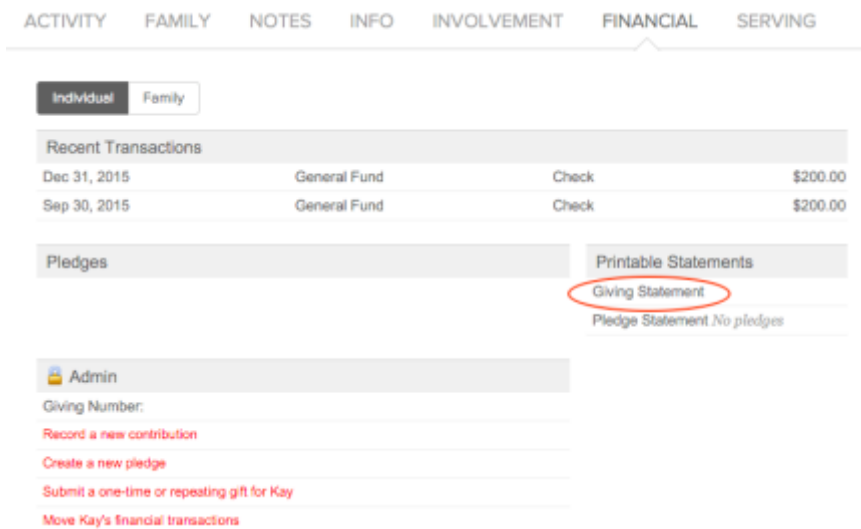 ACTIVITY FAMILY NOTES INFO INVOLVEMENT FINANCIAL SERVING
Individual Family
Recent Transactions
Dec 31, 2015 General Fund Check $200.00
Sep 30, 2015 General Fund Check $200.00
Pledges
Printable Statements
Giving Statement
Pledge Statement No pledges
Admin
Giving Number:
Record a new contribution
Create a new pledge
Submit a one-time or repeating gift for Kay
Move Kay's financial transactions